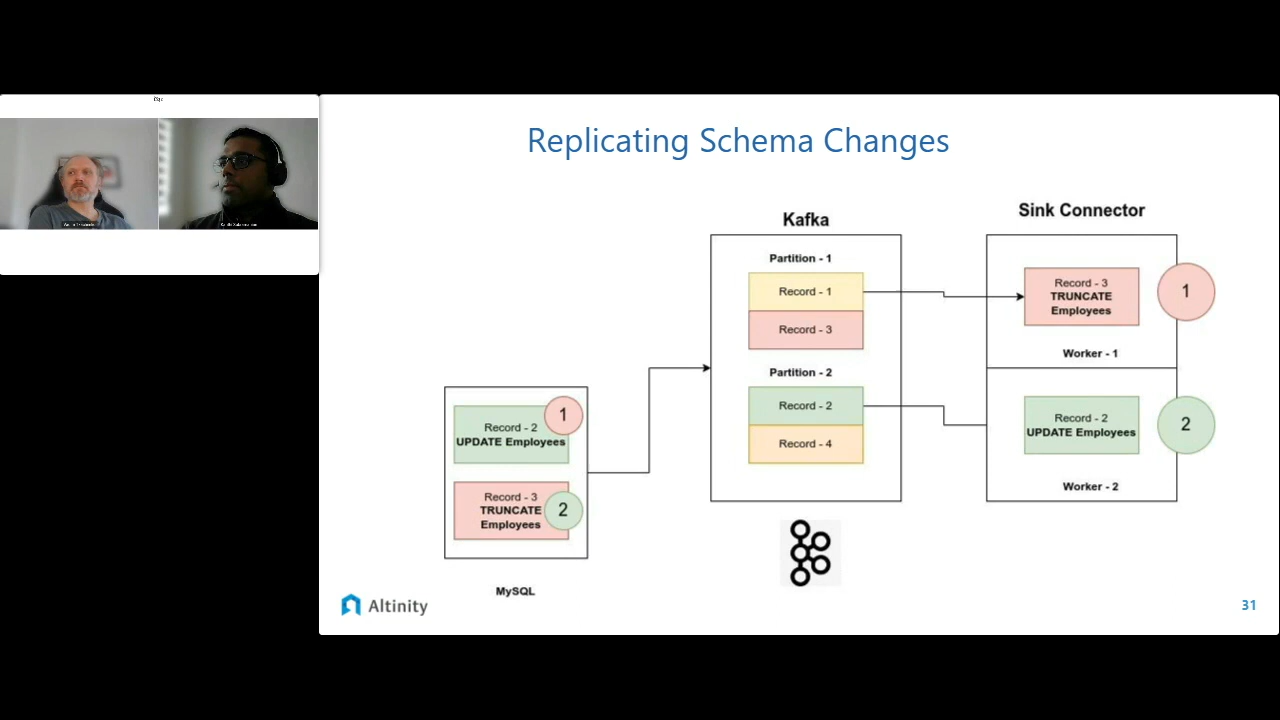 Replicating Schema Changes
Kafka
Sink Connector
Partition - 1
Record - 1
Record - 3
Partition - 2
Record - 2
Record - 4
Record - 3
TRUNCATE
Employees
1
Worker - 1
Record - 2
UPDATE Employees
2
Worker - 2
Record - 2
UPDATE Employees
1
Record - 3
TRUNCATE
Employees
2
MySQL
Altinity
31